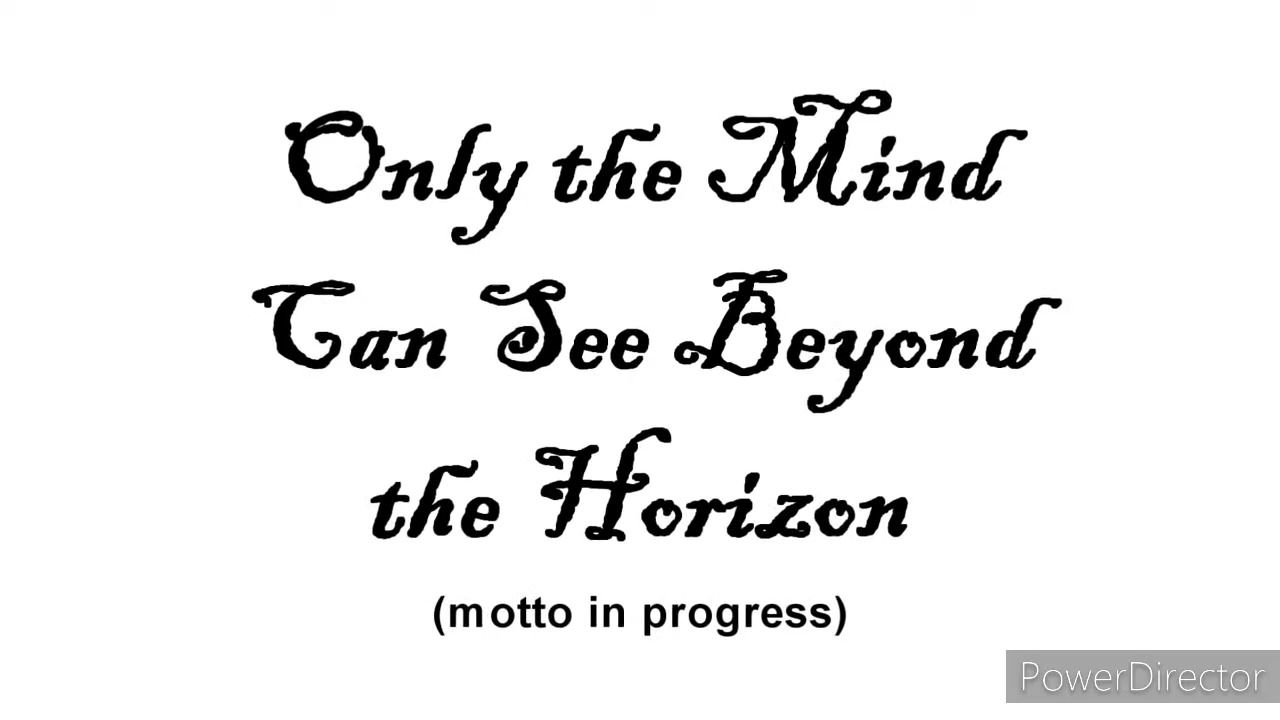 Only the Mind
Can See Beyond
the Horizon
(motto in progress)
PowerDirector